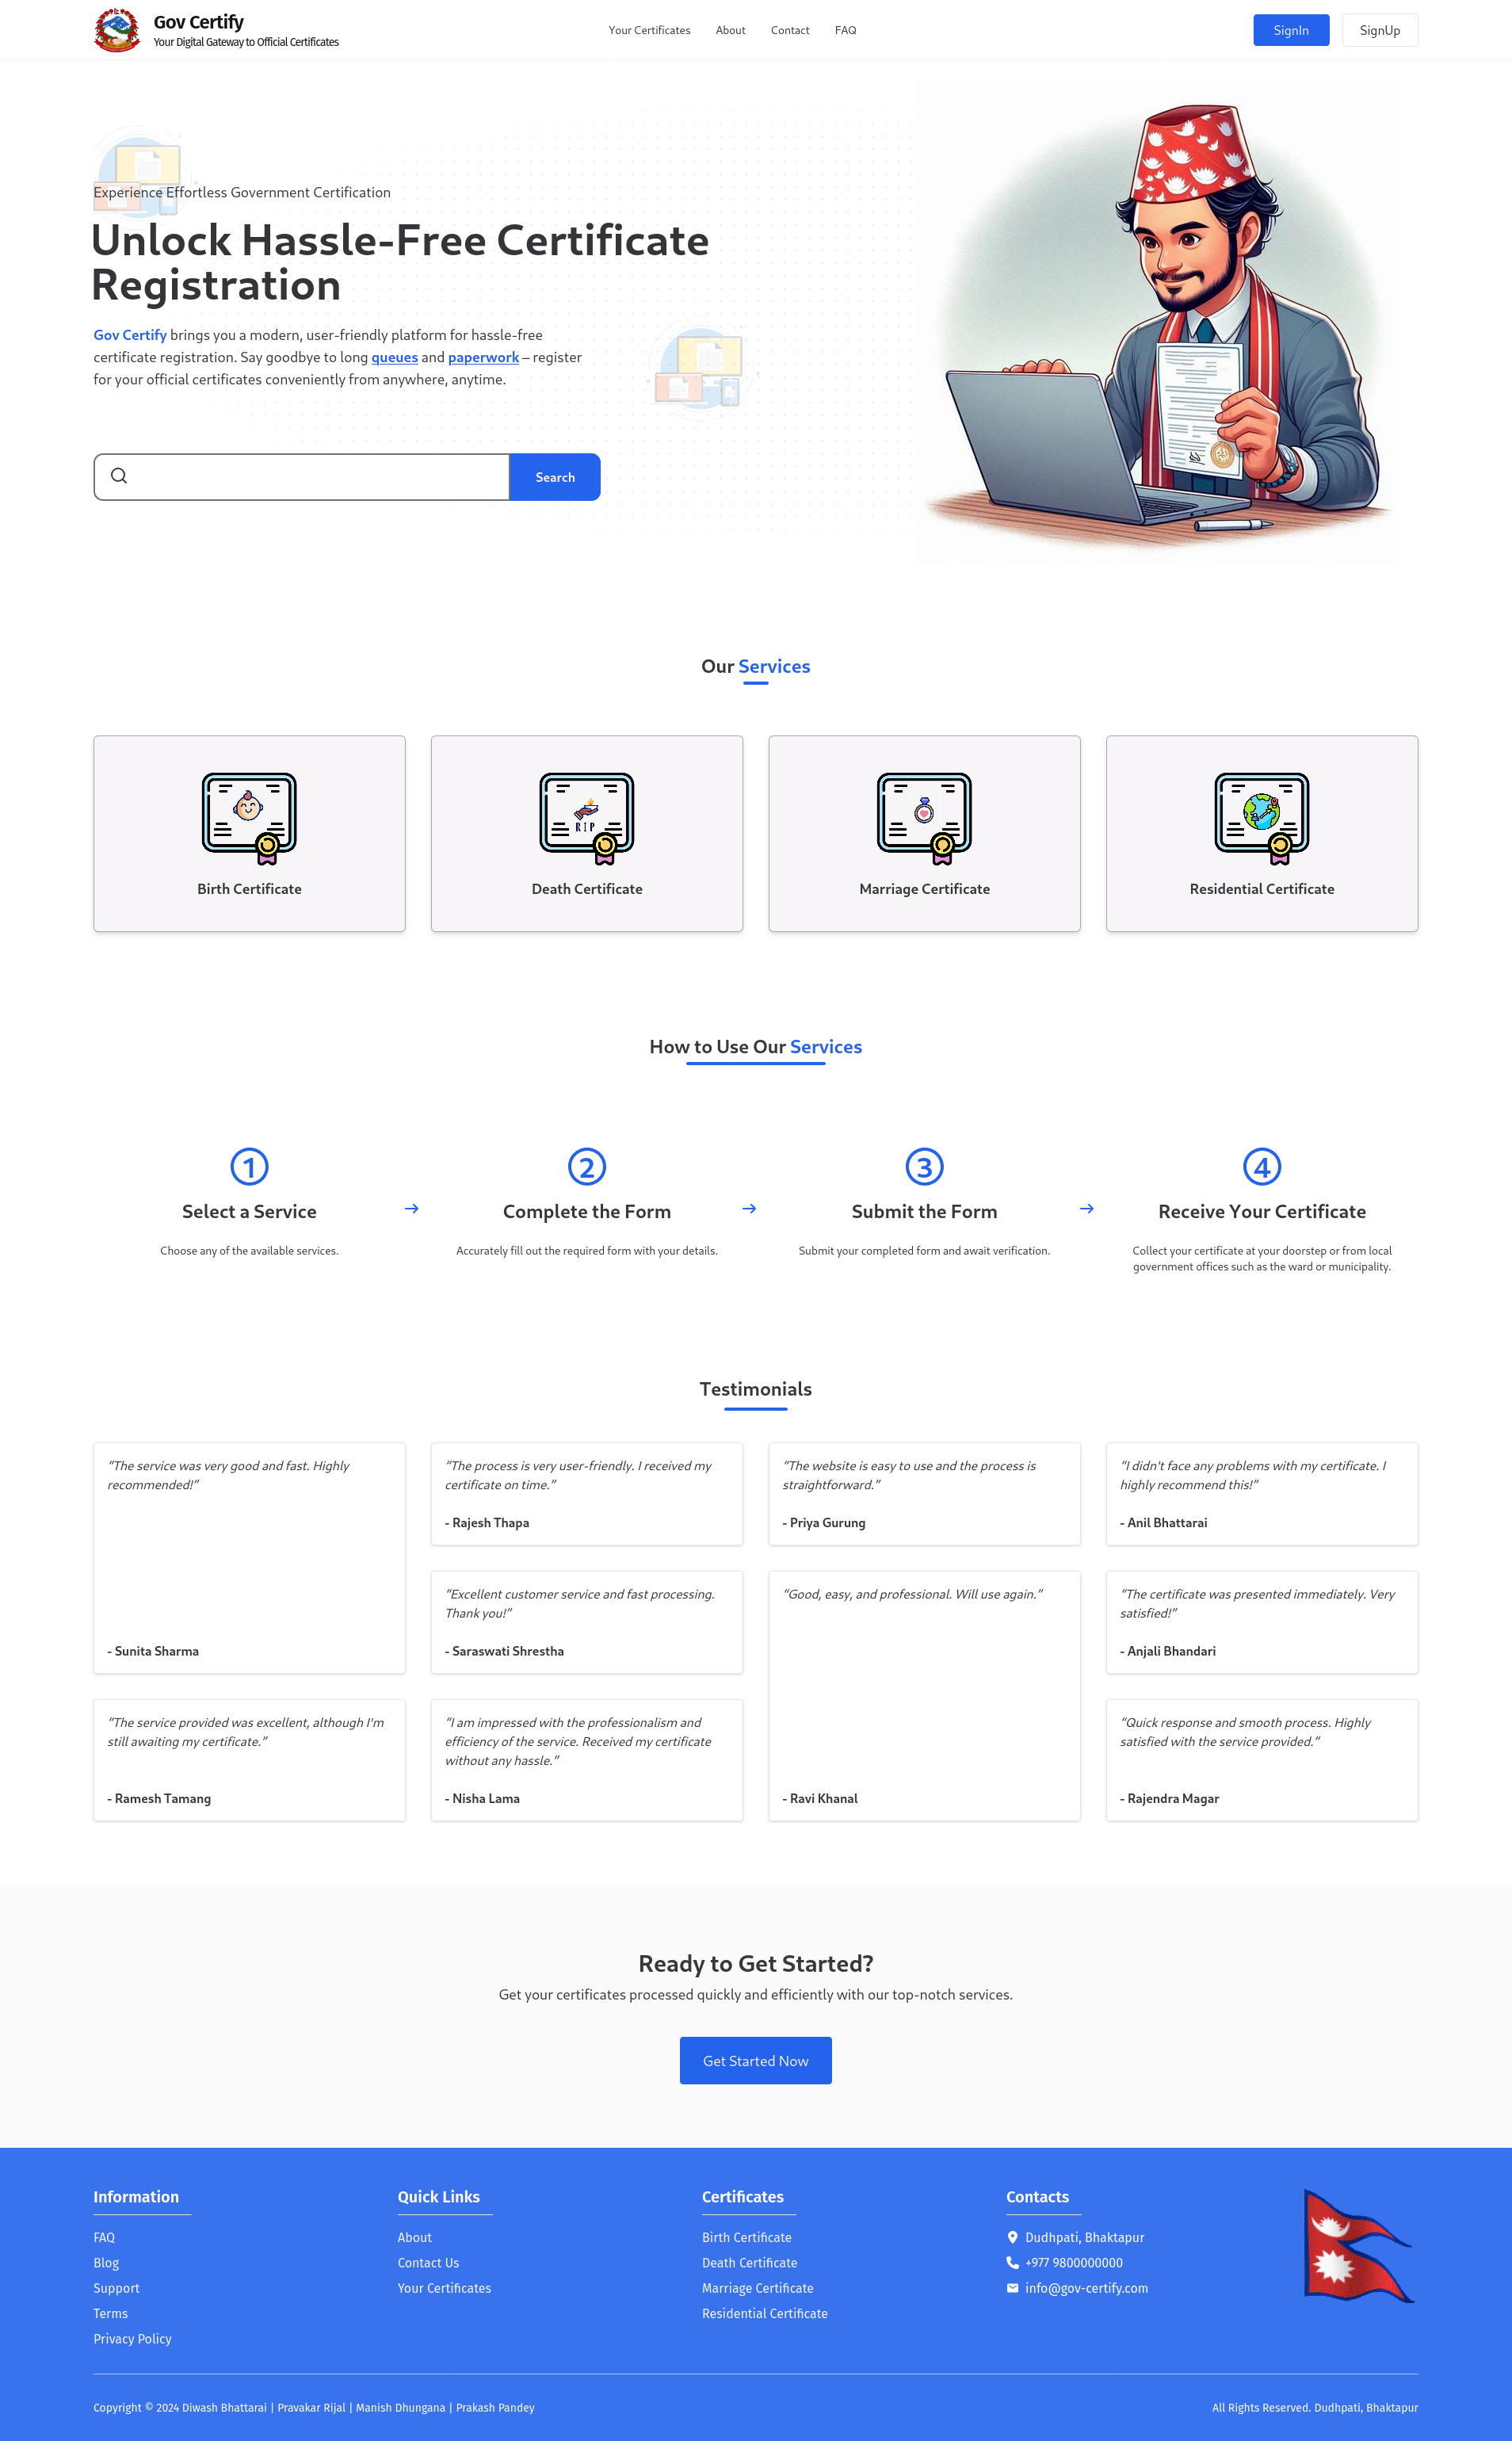 Gov Certify
Your Digital Gateway to Official Certificates
Your Certificates
About
Contact
FAQ
SignIn
SignUp
Experience Effortless Government Certification
Unlock Hassle-Free Certificate
Registration
Gov Certify brings you a modern, user-friendly platform for hassle-free
certificate registration. Say goodbye to long queues and paperwork – register
for your official certificates conveniently from anywhere, anytime.
Search
Our Services
Birth Certificate
RIP
Death Certificate
Marriage Certificate
Residential Certificate
How to Use Our Services
1
Select a Service
Choose any of the available services.
2
Complete the Form
Accurately fill out the required form with your details.
3
Submit the Form
Submit your completed form and await verification.
4
Receive Your Certificate
Collect your certificate at your doorstep or from local
government offices such as the ward or municipality.
Testimonials
“The service was very good and fast. Highly
recommended!”
- Sunita Sharma
“The process is very user-friendly. I received my
certificate on time.”
- Rajesh Thapa
“The website is easy to use and the process is
straightforward.”
- Priya Gurung
“I didn't face any problems with my certificate. I
highly recommend this!”
- Anil Bhattarai
“Excellent customer service and fast processing.
Thank you!”
- Saraswati Shrestha
“Good, easy, and professional. Will use again.”
- Ravi Khanal
“The certificate was presented immediately. Very
satisfied!”
- Anjali Bhandari
“The service provided was excellent, although I'm
still awaiting my certificate.”
- Ramesh Tamang
“I am impressed with the professionalism and
efficiency of the service. Received my certificate
without any hassle.”
- Nisha Lama
“Quick response and smooth process. Highly
satisfied with the service provided.”
- Rajendra Magar
Ready to Get Started?
Get your certificates processed quickly and efficiently with our top-notch services.
Get Started Now
Information
FAQ
Blog
Support
Terms
Privacy Policy
Quick Links
About
Contact Us
Your Certificates
Certificates
Birth Certificate
Death Certificate
Marriage Certificate
Residential Certificate
Contacts
Dudhpati, Bhaktapur
+977 9800000000
info@gov-certify.com
Copyright © 2024 Diwash Bhattarai | Pravakar Rijal | Manish Dhungana | Prakash Pandey
All Rights Reserved. Dudhpati, Bhaktapur